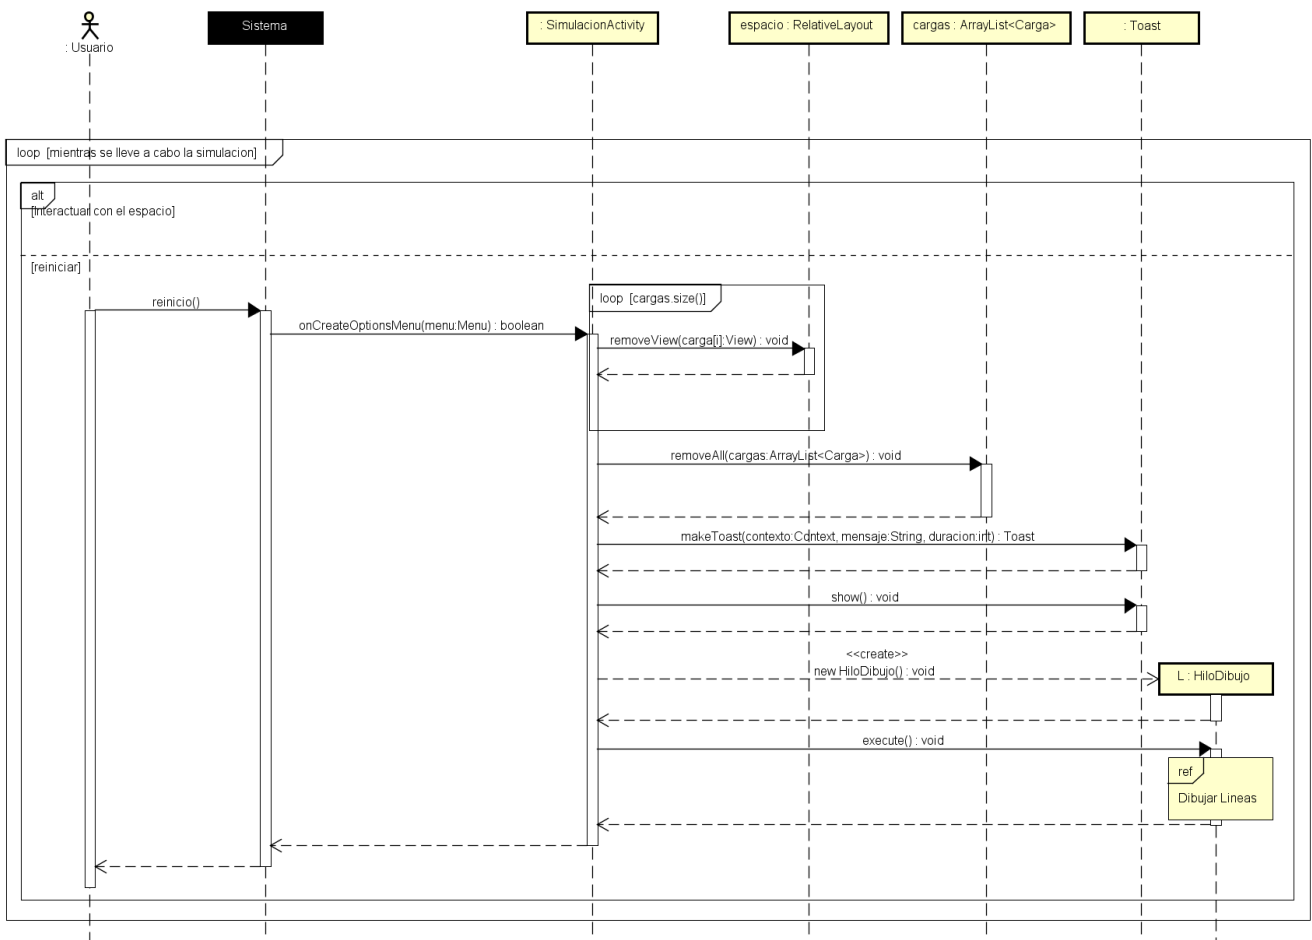 : Usuario
Sistema
: SimulacionActivity
espacio : RelativeLayout
cargas : ArrayList<Carga>
: Toast
loop [mientras se lleve a cabo la simulacion]
alt
[Interactuar con el espacio]
[reiniciar]
reinicio()
loop [cargas.size()]
onCreateOptionsMenu(menu:Menu) : boolean
removeView(carga[i]:View) : void
removeAll(cargas:ArrayList<Carga>) : void
makeToast(contexto:Context, mensaje:String, duracion:int) : Toast
show() : void
<<create>>
new HiloDibujo() : void
L : HiloDibujo
execute() : void
ref
Dibujar Lineas